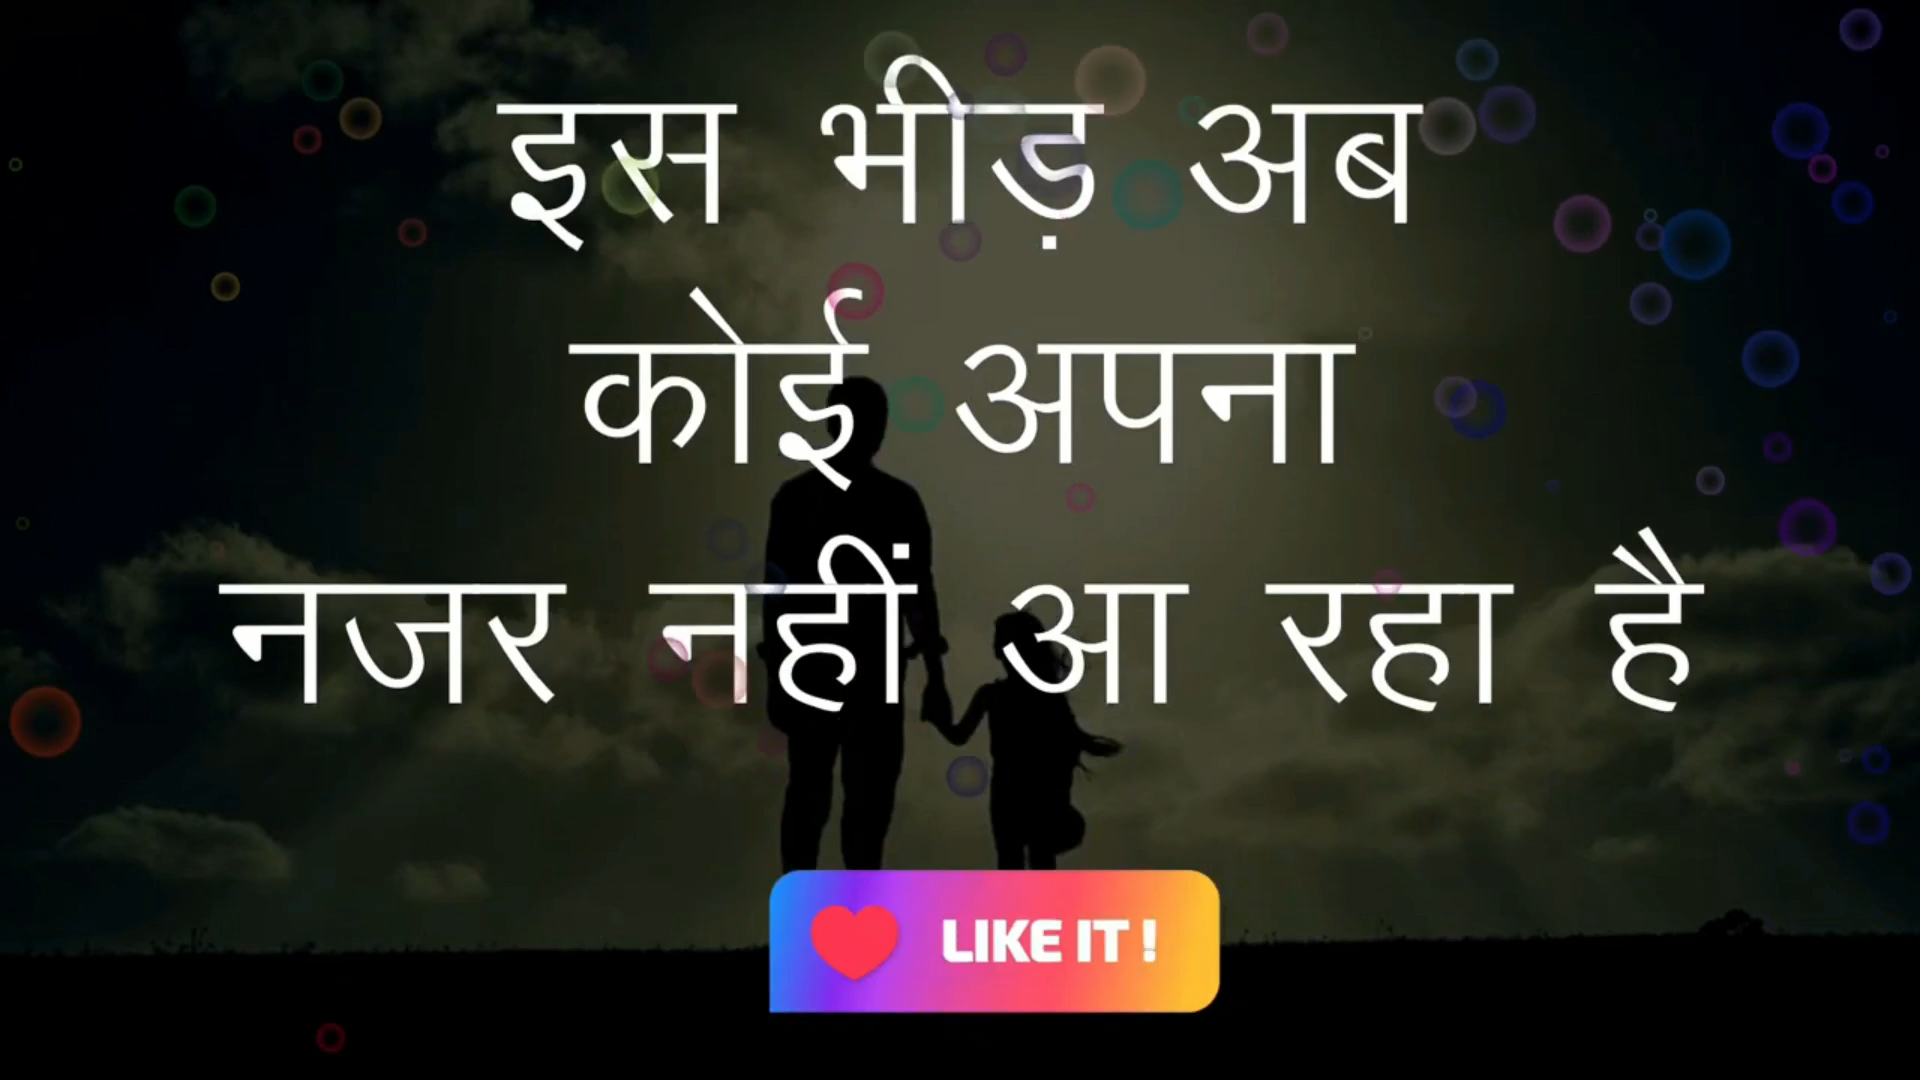 इस भीड़ अब
कोई अपना
नजर नहीं आ रहा है
LIKE IT !